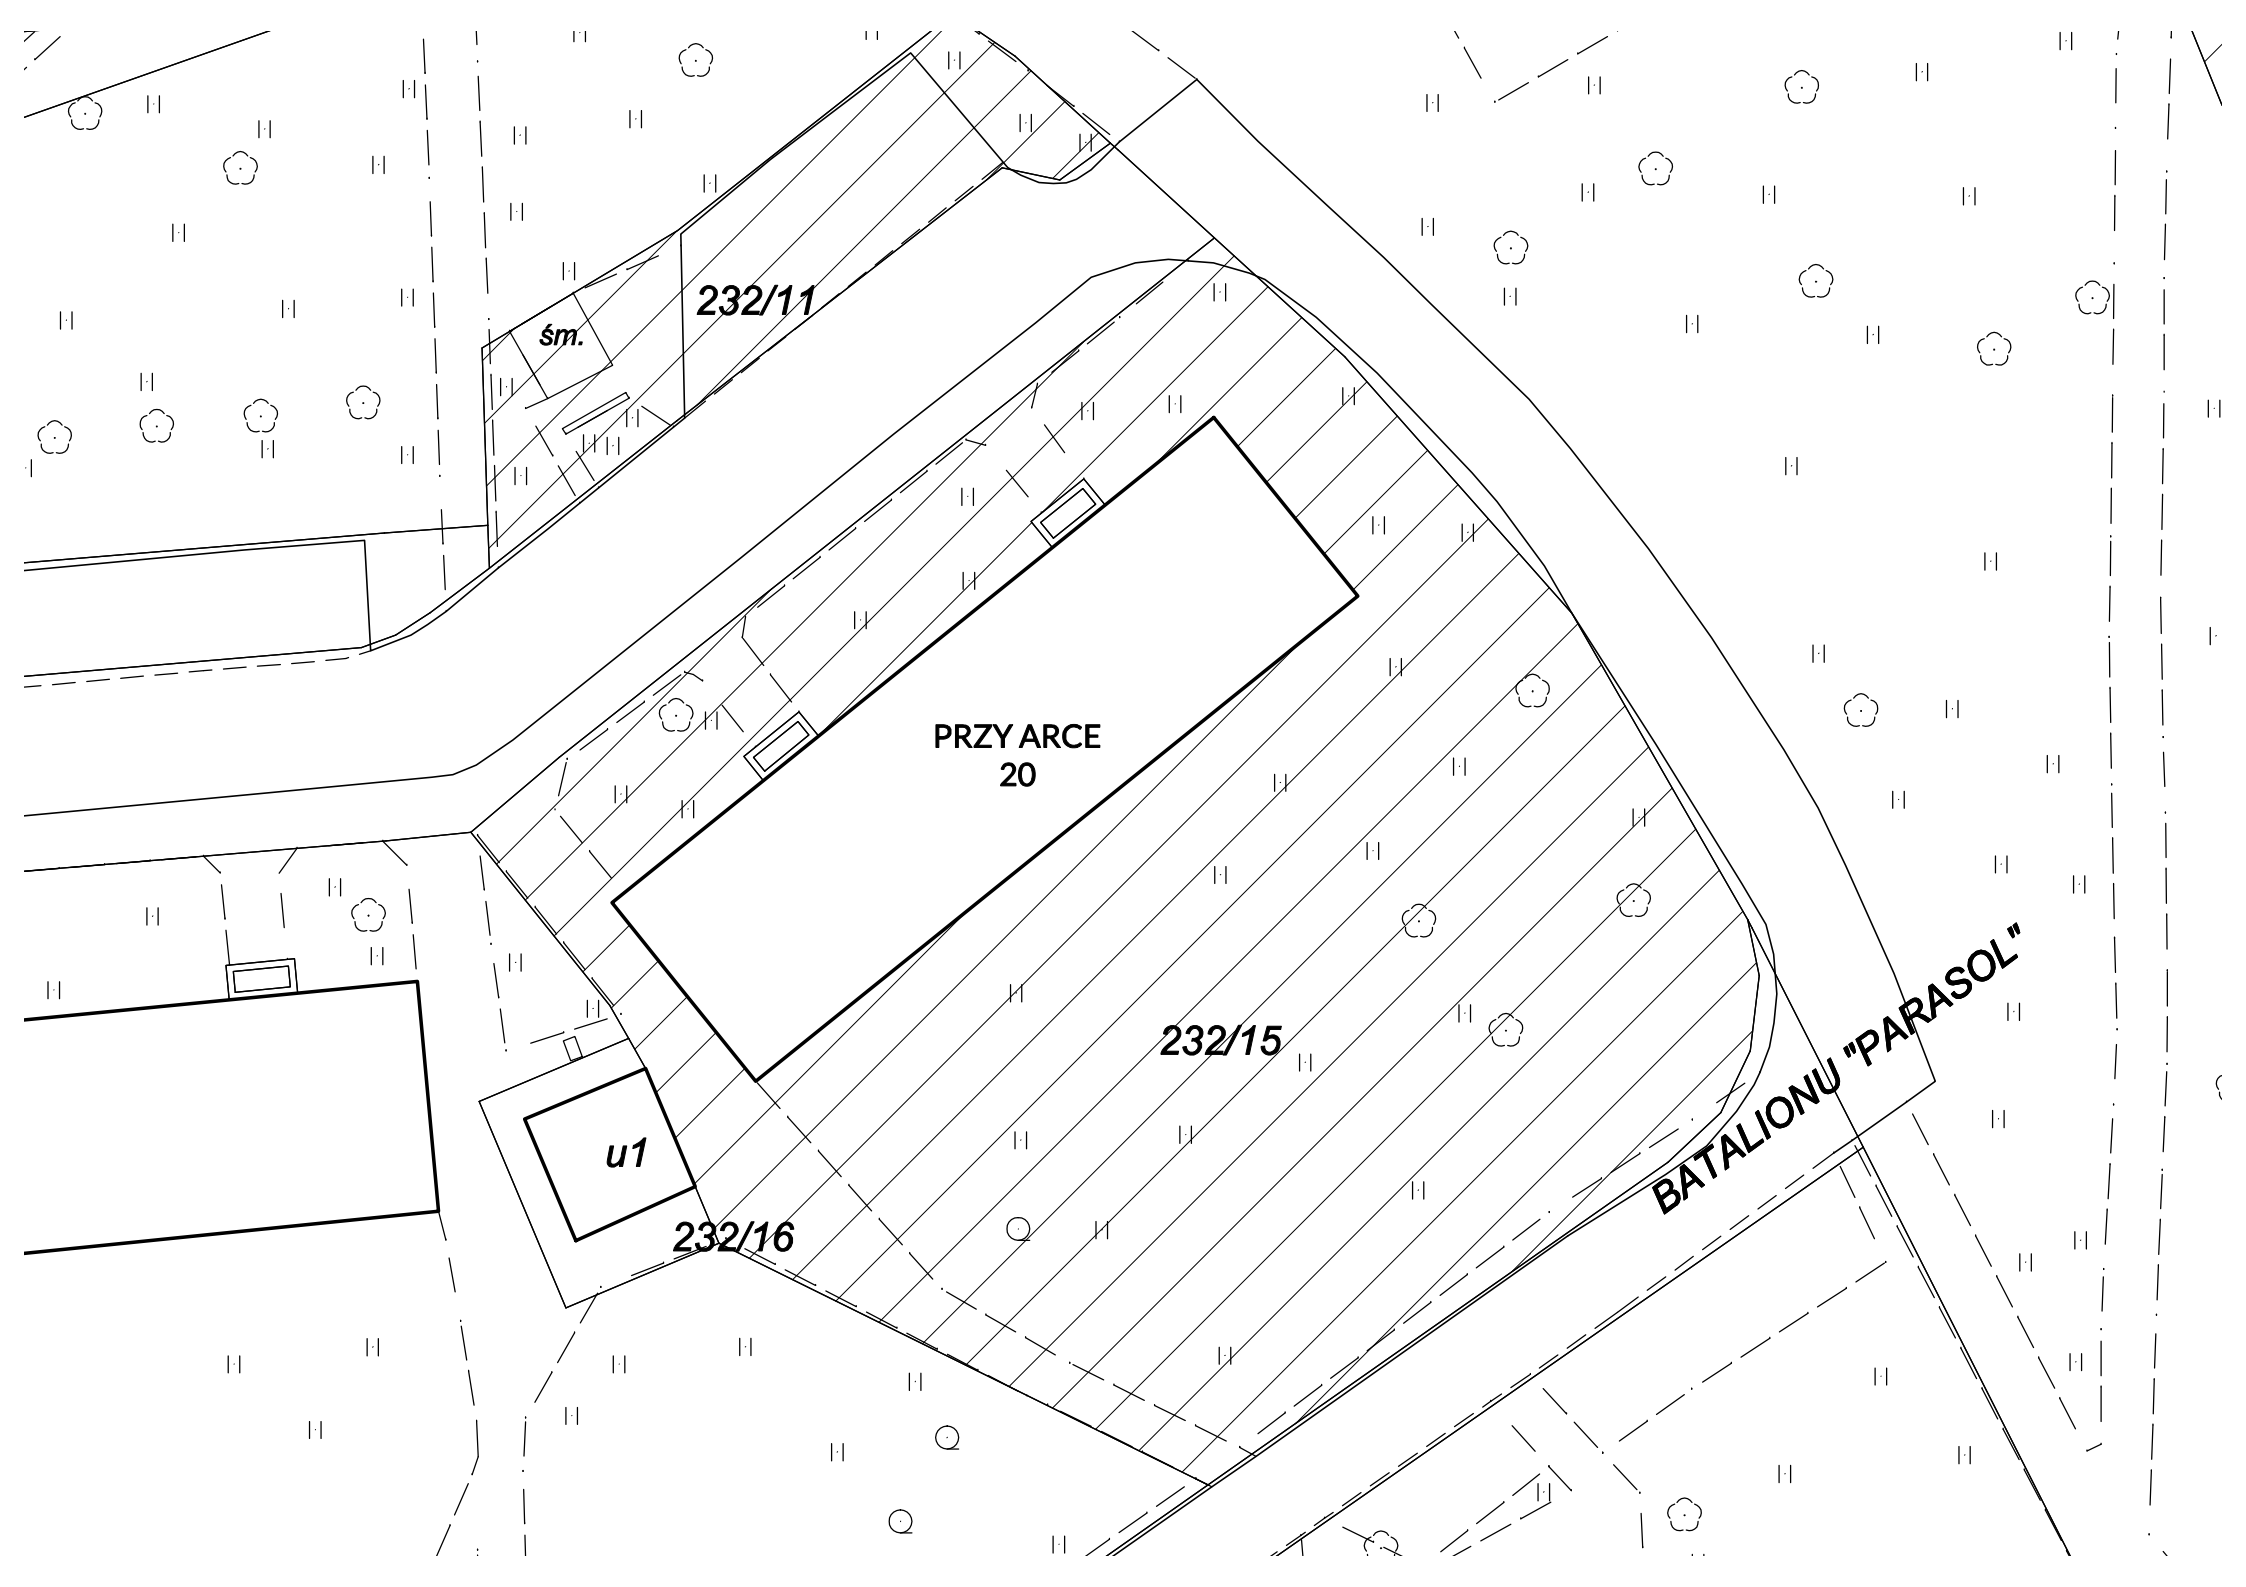 232/11
śm.
PRZY ARCE
20
232/15
BATALIONU "PARASOL"
u1
232/16